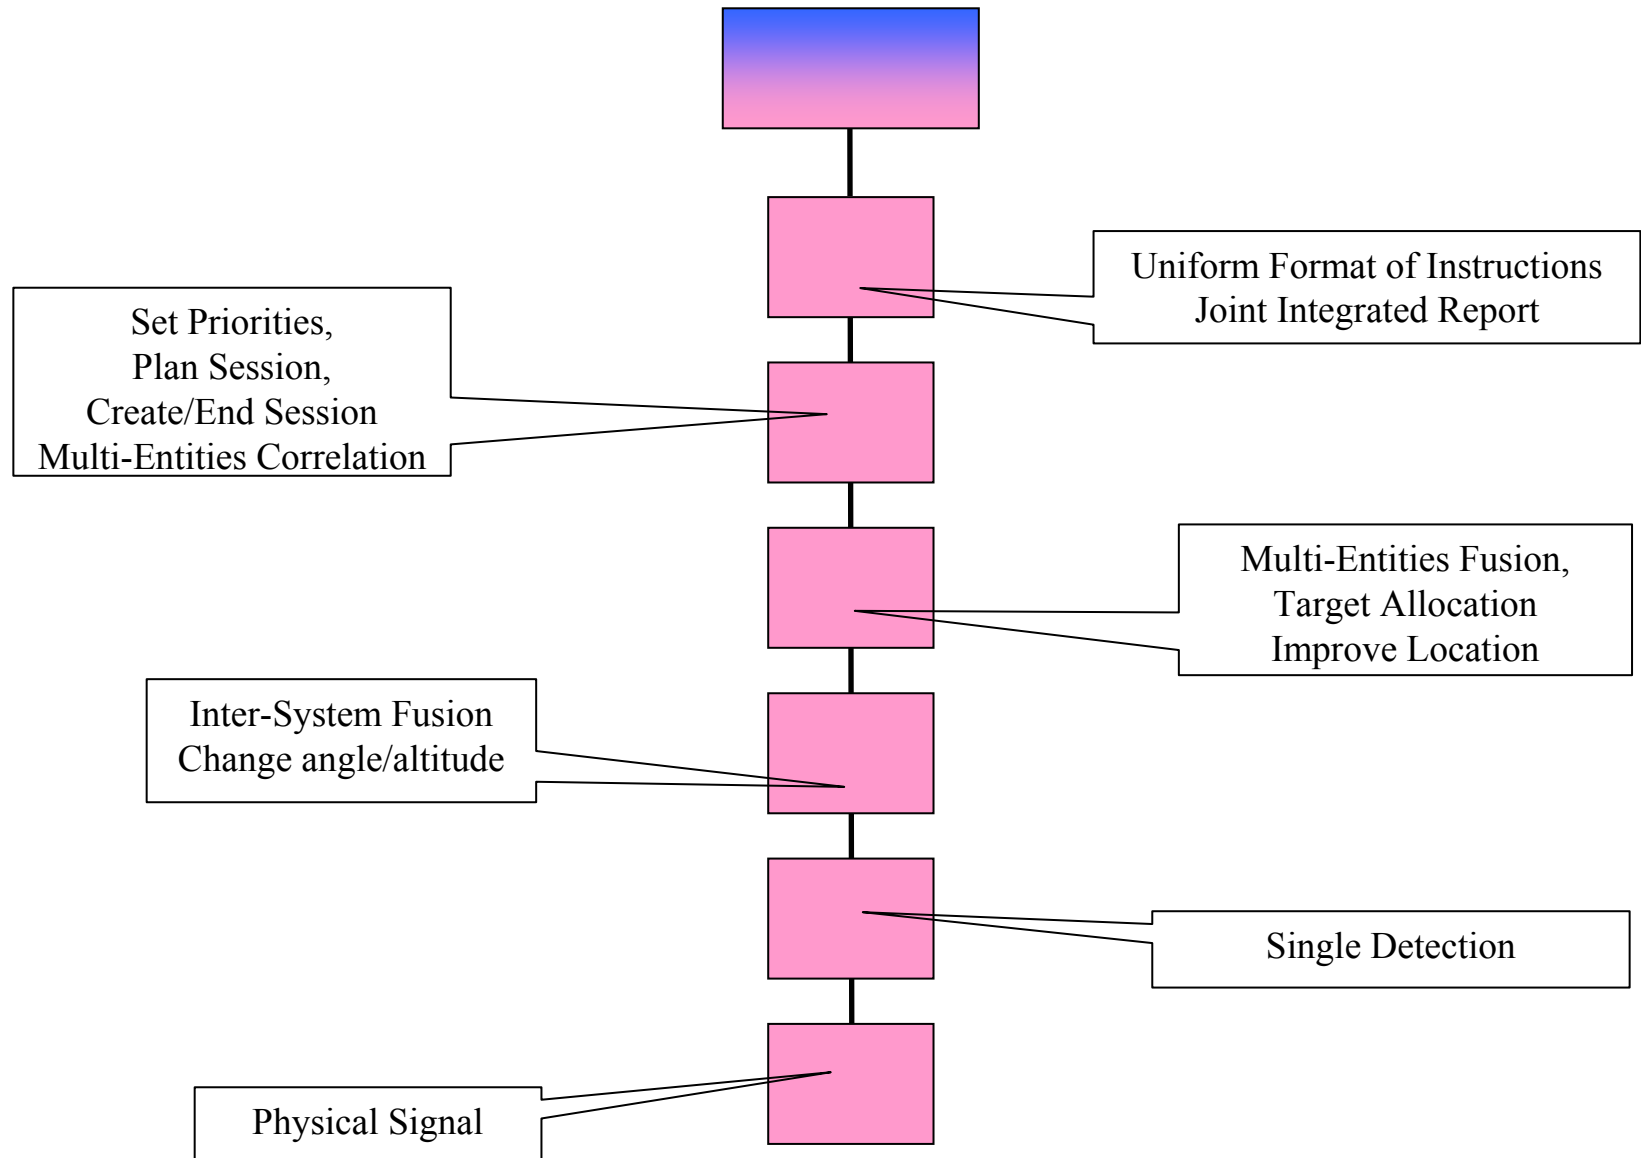 Uniform Format of Instructions
Joint Integrated Report
Set Priorities,
Plan Session,
Create/End Session
Multi-Entities Correlation
Multi-Entities Fusion,
Target Allocation
Improve Location
Inter-System Fusion
Change angle/altitude
Single Detection
Physical Signal